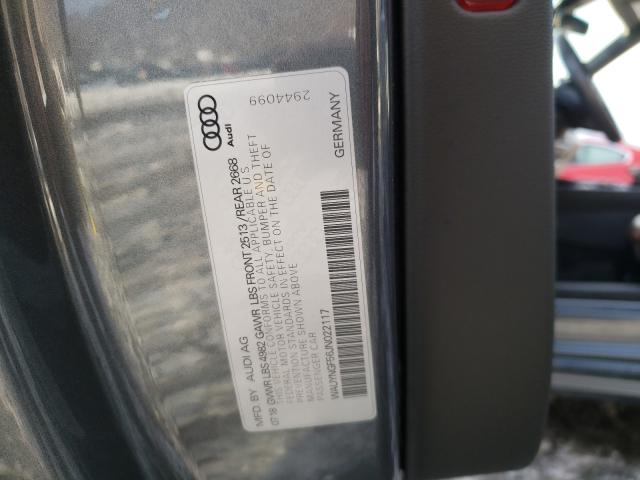 Audi
2944099
MFD. BY AUDI AG
07/18 GVWR LBS 4982 GAWR LBS FRONT 2513 / REAR 2668
THIS VEHICLE CONFORMS TO ALL APPLICABLE U S
FEDERAL MOTOR VEHICLE SAFETY, BUMPER AND THEFT
PREVENTION STANDARDS IN EFFECT ON THE DATE OF
MANUFACTURE SHOWN ABOVE
PASSENGER CAR
GERMANY
WAUYNGF56JN022117